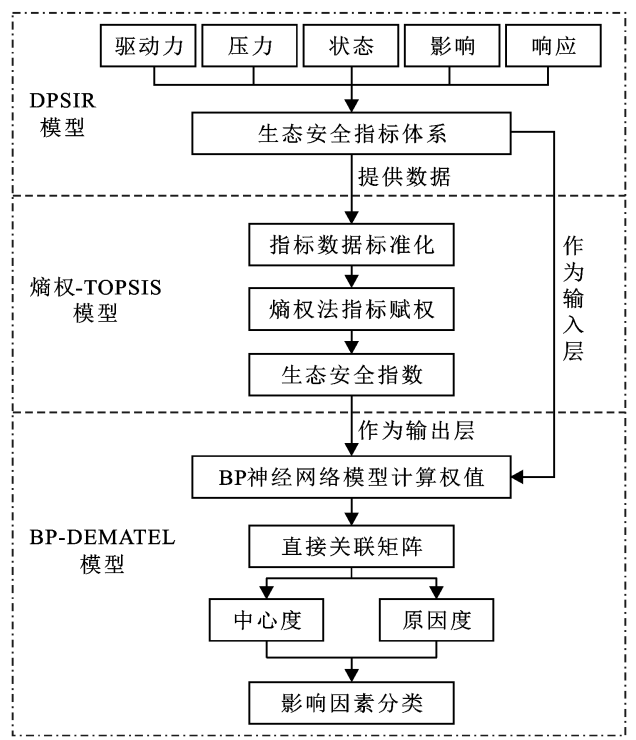 驱动力
压力
状态
影响
响应
DPSIR
模型
生态安全指标体系
提供数据
作为输入层
熵权-TOPSIS
模型
指标数据标准化
熵权法指标赋权
生态安全指数
作为输出层
BP神经网络模型计算权值
BP-DEMATEL
模型
直接关联矩阵
中心度
原因度
影响因素分类